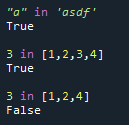 "a" in 'asdf'
True
3 in [1,2,3,4]
True
3 in [1,2,4]
False